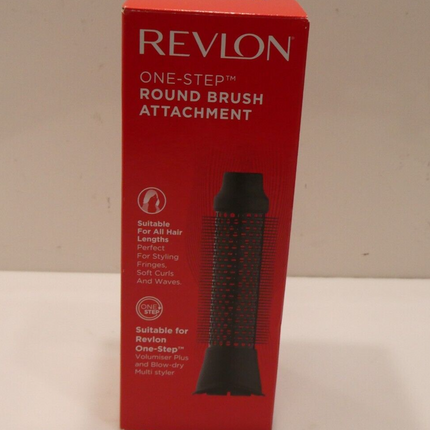 REVLON
ONE-STEP™
ROUND BRUSH
ATTACHMENT
Suitable
For All Hair
Lengths
Perfect
For Styling
Fringes,
Soft Curls
And Waves
ONE
STEP
Suitable for
Revlon
One-Step™
Volumiser Plus
and Blow-dry
Multi styler